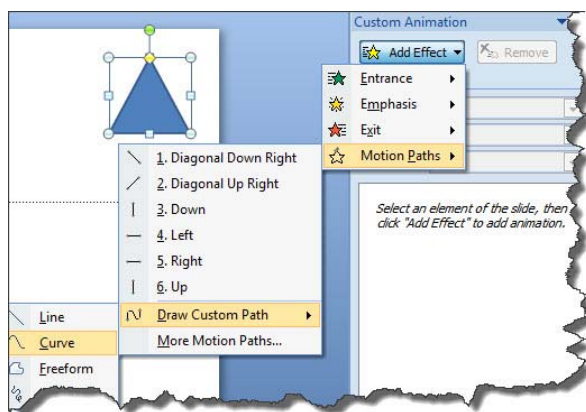 Custom Animation
Add Effect
Remove
Entrance
Emphasis
Exit
Motion Paths
1. Diagonal Down Right
2. Diagonal Up Right
3. Down
4. Left
5. Right
6. Up
Draw Custom Path
More Motion Paths...
Line
Curve
Freeform
Select an element of the slide, then
click "Add Effect" to add animation.